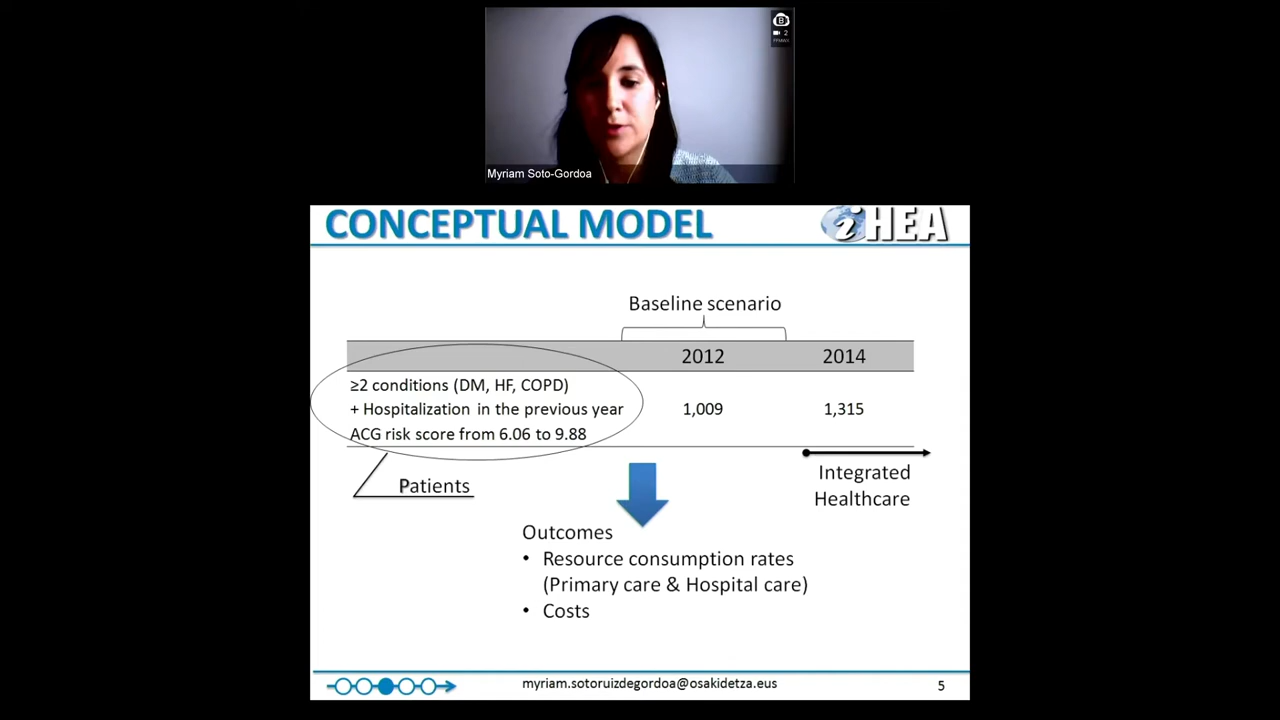 2
Myriam Soto-Gordoa
CONCEPTUAL MODEL
iHEA
Baseline scenario
2012 2014
≥2 conditions (DM, HF, COPD)
+ Hospitalization in the previous year
ACG risk score from 6.06 to 9.88
1,009 1,315
Patients
Integrated
Healthcare
Outcomes
• Resource consumption rates
(Primary care & Hospital care)
• Costs
myriam.sotoruizdegordoa@osakidetza.eus
5